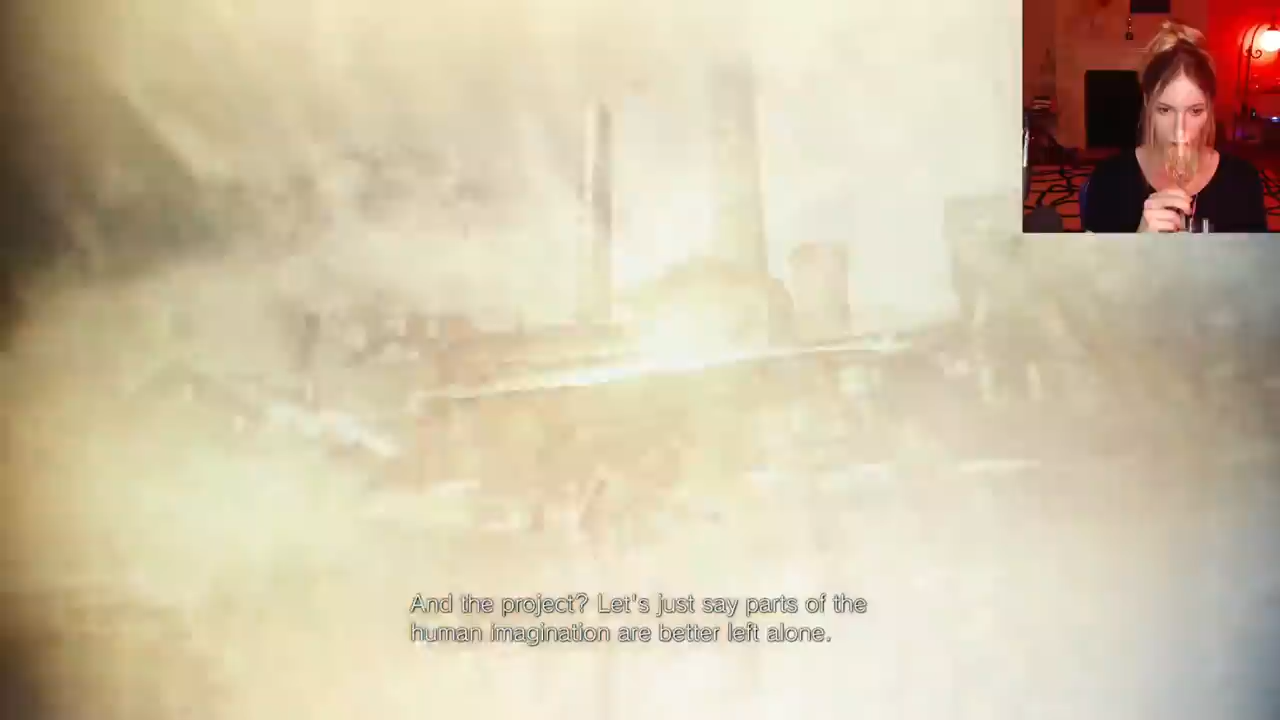 And the project? Let's just say parts of the
human imagination are better left alone.